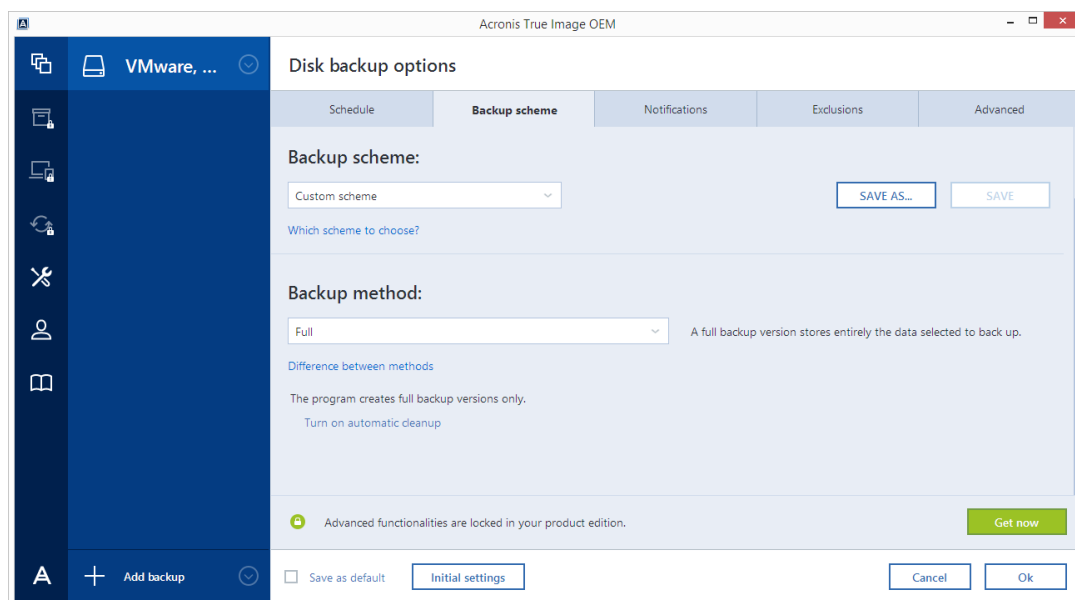 Acronis True Image OEM
VMware, ...
Disk backup options
Schedule
Backup scheme
Notifications
Exclusions
Advanced
Backup scheme:
Custom scheme
SAVE AS...
SAVE
Which scheme to choose?
Backup method:
Full
A full backup version stores entirely the data selected to back up.
Difference between methods
The program creates full backup versions only.
Turn on automatic cleanup
Advanced functionalities are locked in your product edition.
Get now
Add backup
Save as default
Initial settings
Cancel
Ok